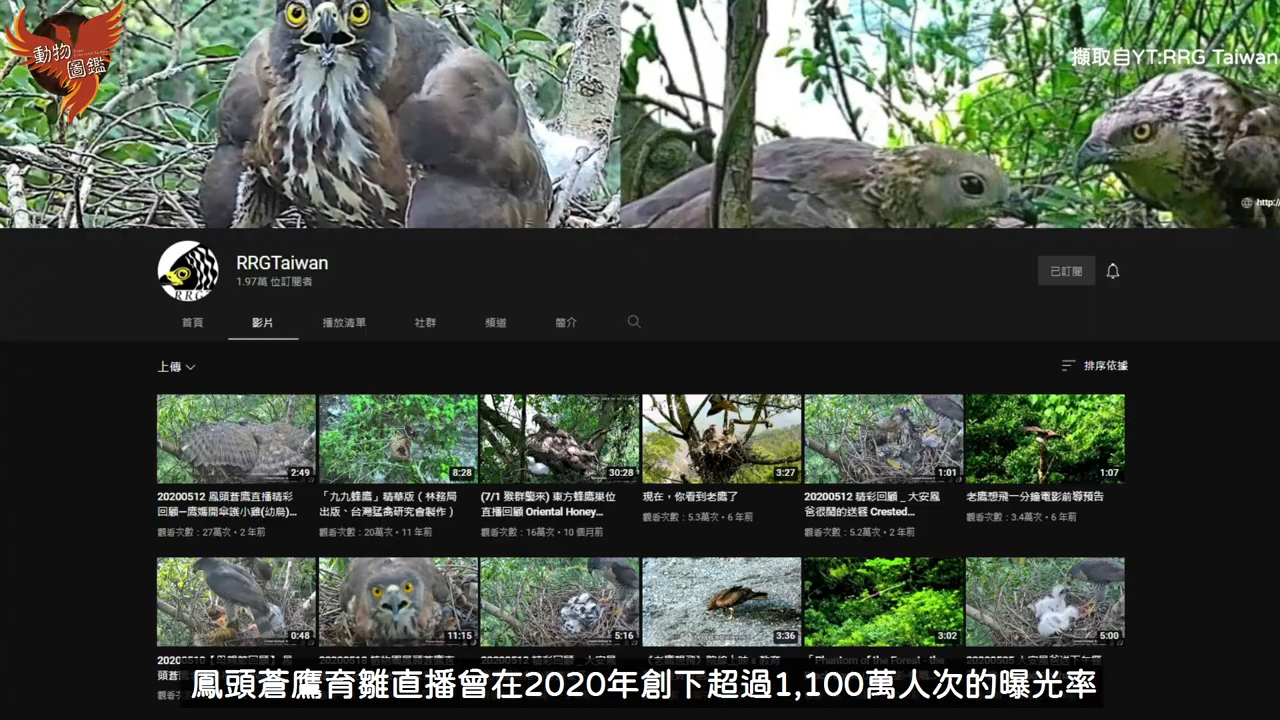 動物
圖鑑
擷取自YT:RRG Taiwan
http://
RRG
RRGTaiwan
1.97萬 位訂閱者
已訂閱
首頁
影片
播放清單
社群
頻道
簡介
上傳
排序依據
2:49
8:28
30:28
3:27
1:01
1:07
20200512 鳳頭蒼鷹直播精彩
回顧—鷹媽開傘護小雞(幼鳥)...
觀看次數：27萬次 • 2 年前
「九九蜂鷹」精華版（林務局
出版、台灣猛禽研究會製作）
觀看次數：20萬次 • 11 年前
(7/1 猴群襲來) 東方蜂鷹巢位
直播回顧 Oriental Honey...
觀看次數：16萬次 • 10 個月前
現在，你看到老鷹了
觀看次數：5.3萬次 • 6 年前
20200512 精彩回顧 _ 大安鳳
爸很鬧的送餐 Crested...
觀看次數：5.2萬次 • 2 年前
老鷹想飛一分鐘電影前導預告
觀看次數：3.4萬次 • 6 年前
0:48
11:15
5:16
3:36
3:02
5:00
鳳頭蒼鷹育雛直播曾在2020年創下超過1,100萬人次的曝光率